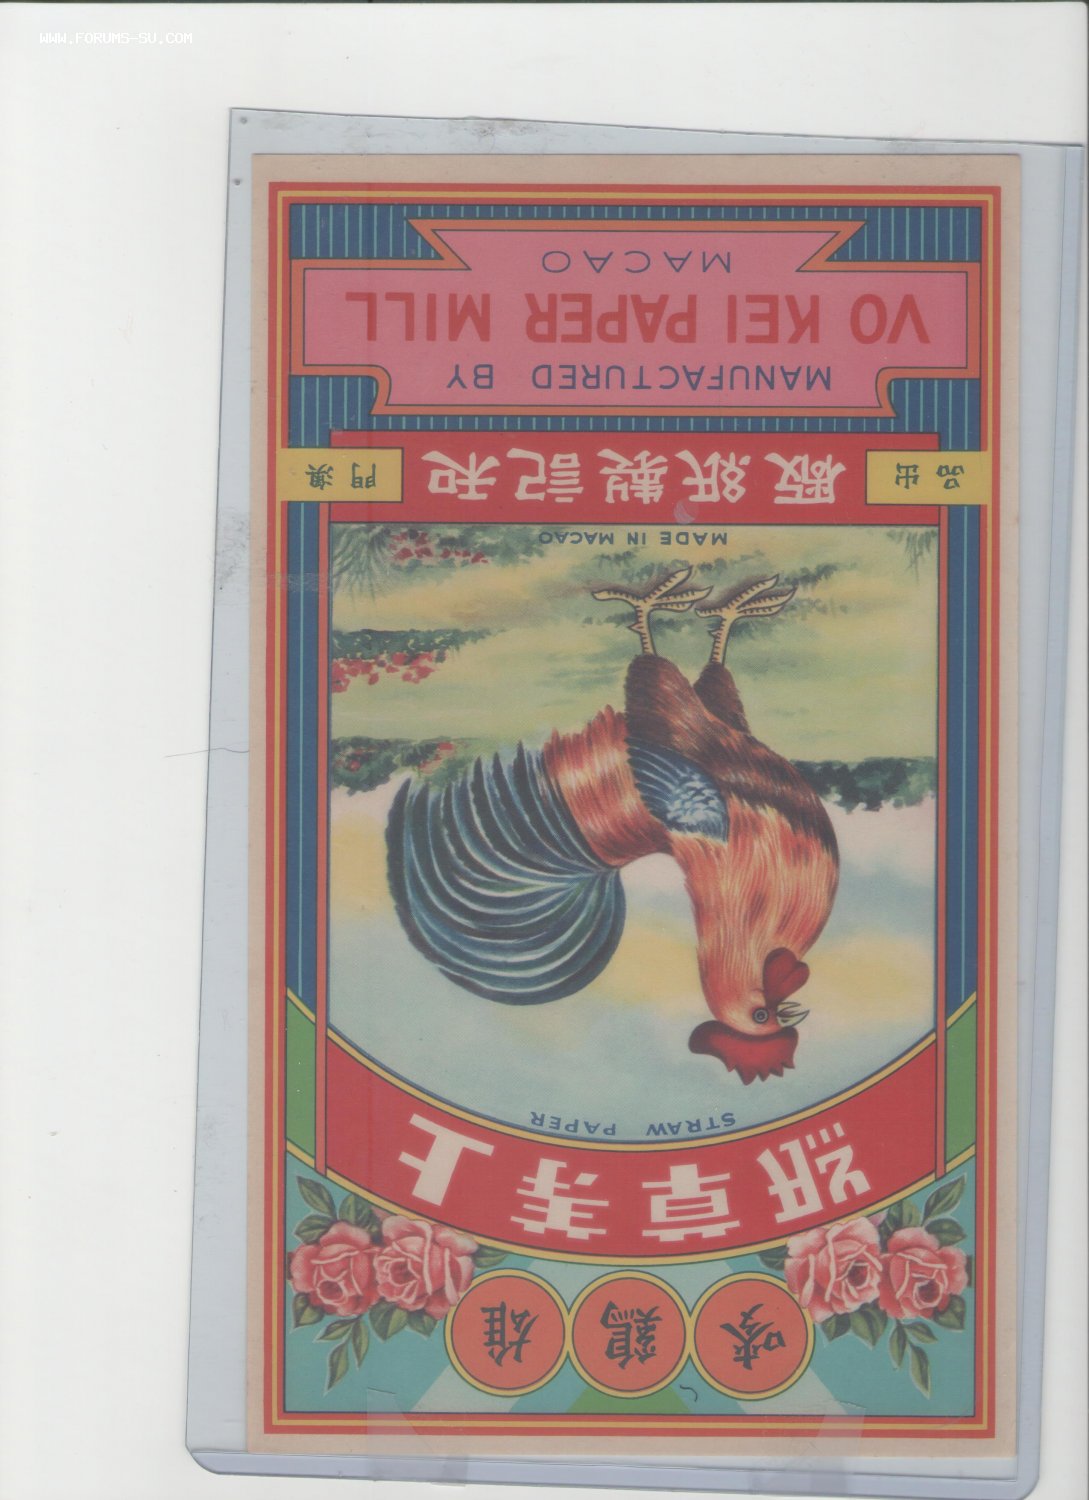 WWW.FORUMS-SU.COM
雄鷄嘜
上等草紙
STRAW PAPER
MADE IN MACAO
澳門 和記製紙廠 出品
MANUFACTURED BY
VO KEI PAPER MILL
MACAO